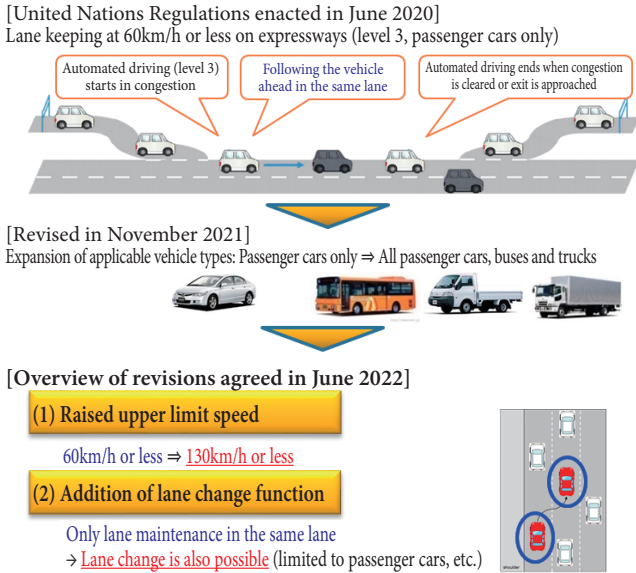 [United Nations Regulations enacted in June 2020]
Lane keeping at 60km/h or less on expressways (level 3, passenger cars only)
Automated driving (level 3)
starts in congestion
Following the vehicle
ahead in the same lane
Automated driving ends when congestion
is cleared or exit is approached
[Revised in November 2021]
Expansion of applicable vehicle types: Passenger cars only ⇒ All passenger cars, buses and trucks
[Overview of revisions agreed in June 2022]
(1) Raised upper limit speed
60km/h or less ⇒ 130km/h or less
(2) Addition of lane change function
Only lane maintenance in the same lane
→ Lane change is also possible (limited to passenger cars, etc.)
shoulder